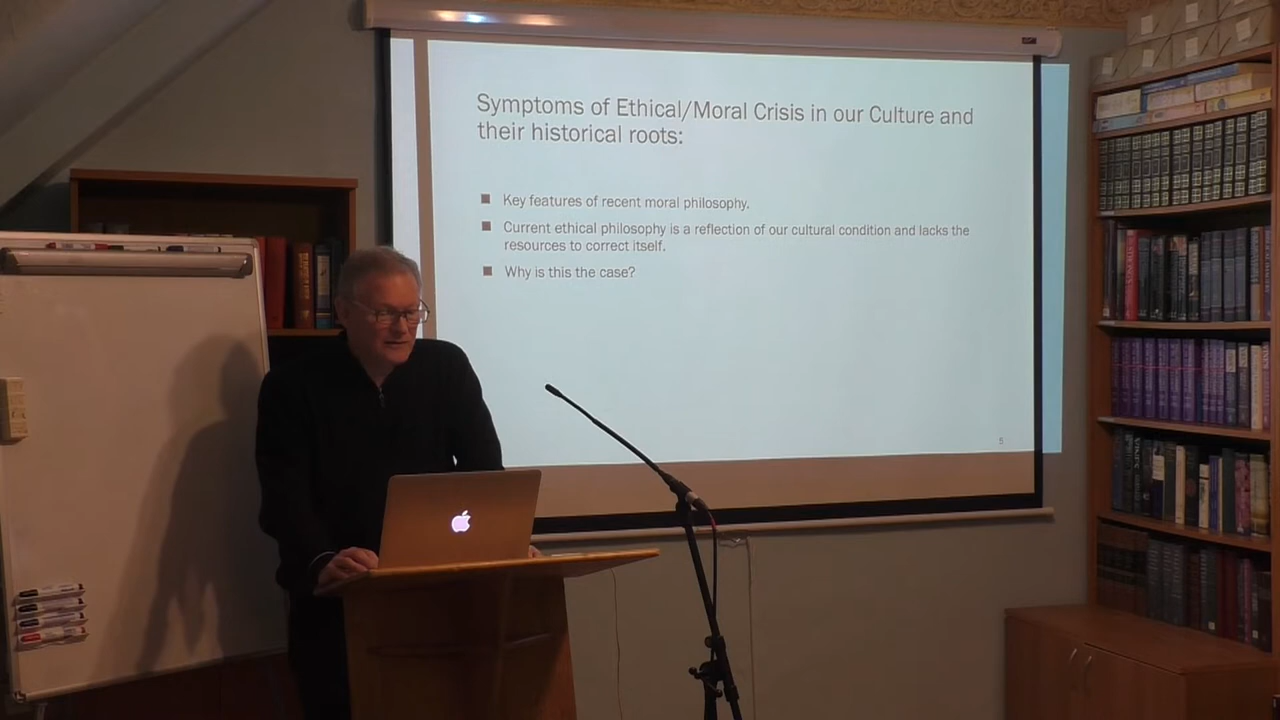 Symptoms of Ethical/Moral Crisis in our Culture and
their historical roots:
Key features of recent moral philosophy.
Current ethical philosophy is a reflection of our cultural condition and lacks the
resources to correct itself.
Why is this the case?
5